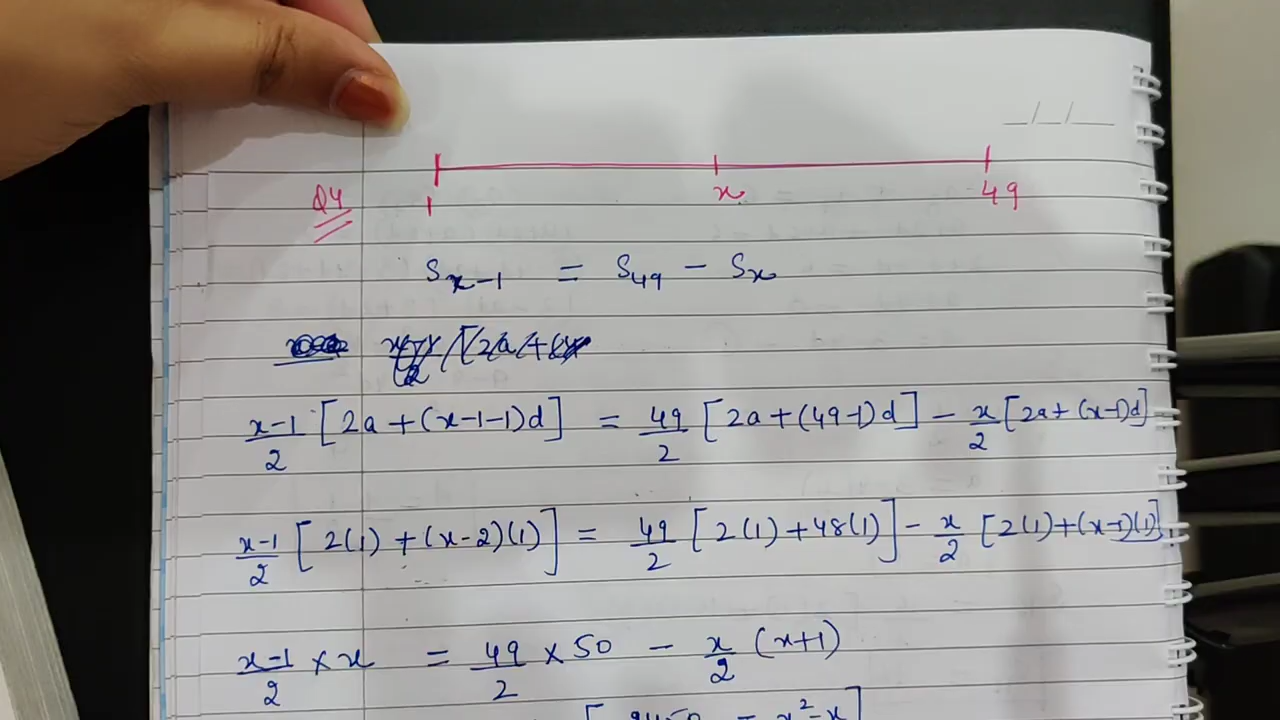 _/_/_
Q4
1 x 49
S_{x-1} = S_{49} - S_x
x-1/2 [2a + (x-1-1)d] = 49/2 [2a + (49-1)d] - x/2 [2a + (x-1)d]
x-1/2 [2(1) + (x-2)(1)] = 49/2 [2(1) + 48(1)] - x/2 [2(1) + (x-1)(1)]
x-1/2 × x = 49/2 × 50 - x/2 (x+1)